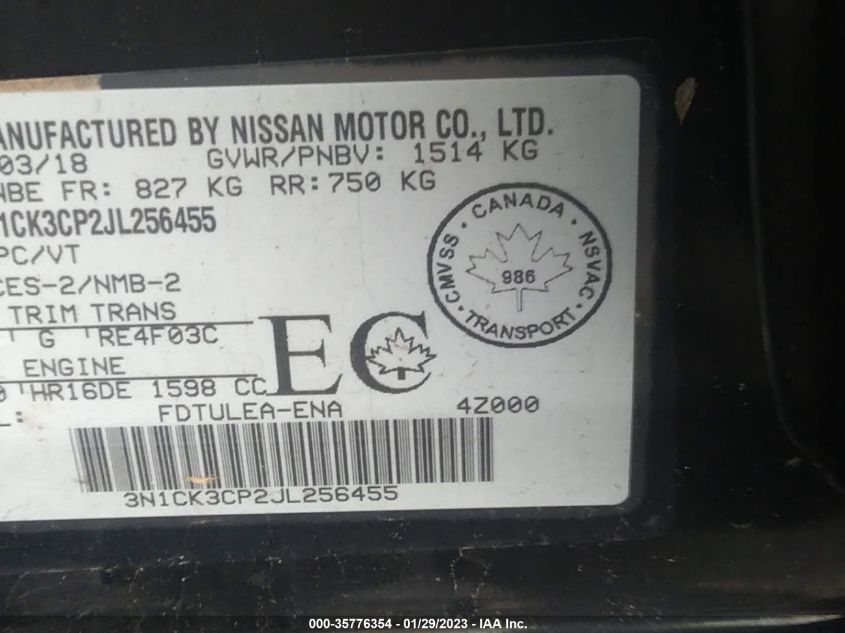 ANUFACTURED BY NISSAN MOTOR CO., LTD.
03/18 GVWR/PNBV: 1514 KG
NBE FR: 827 KG RR: 750 KG
N1CK3CP2JL256455
PC/VT
CES-2/NMB-2
TRIM TRANS
G RE4F03C
ENGINE
HR16DE 1598 CC
EC
CANADA
CMVSS
NSVAC
986
TRANSPORT
L: FDTULEA-ENA 4Z000
3N1CK3CP2JL256455
000-35776354 | 01/29/2023 - IAA Inc.